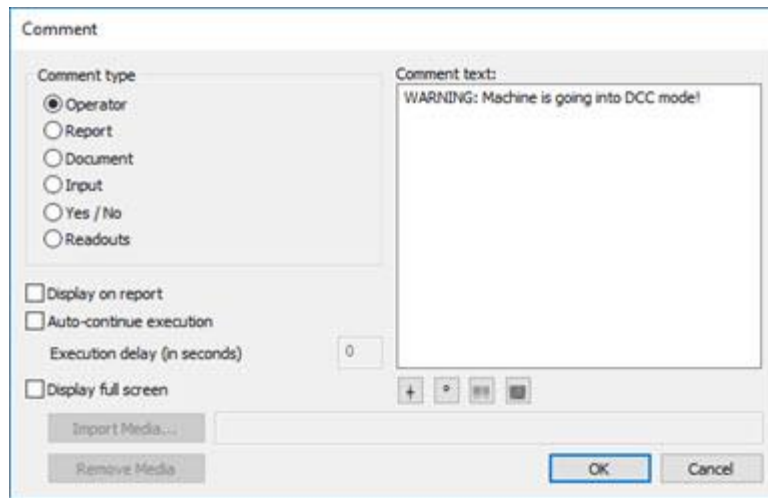 Comment
Comment type
Operator
Report
Document
Input
Yes / No
Readouts
Display on report
Auto-continue execution
Execution delay (in seconds)
0
Display full screen
Import Media...
Remove Media
Comment text:
WARNING: Machine is going into DCC mode!
OK
Cancel